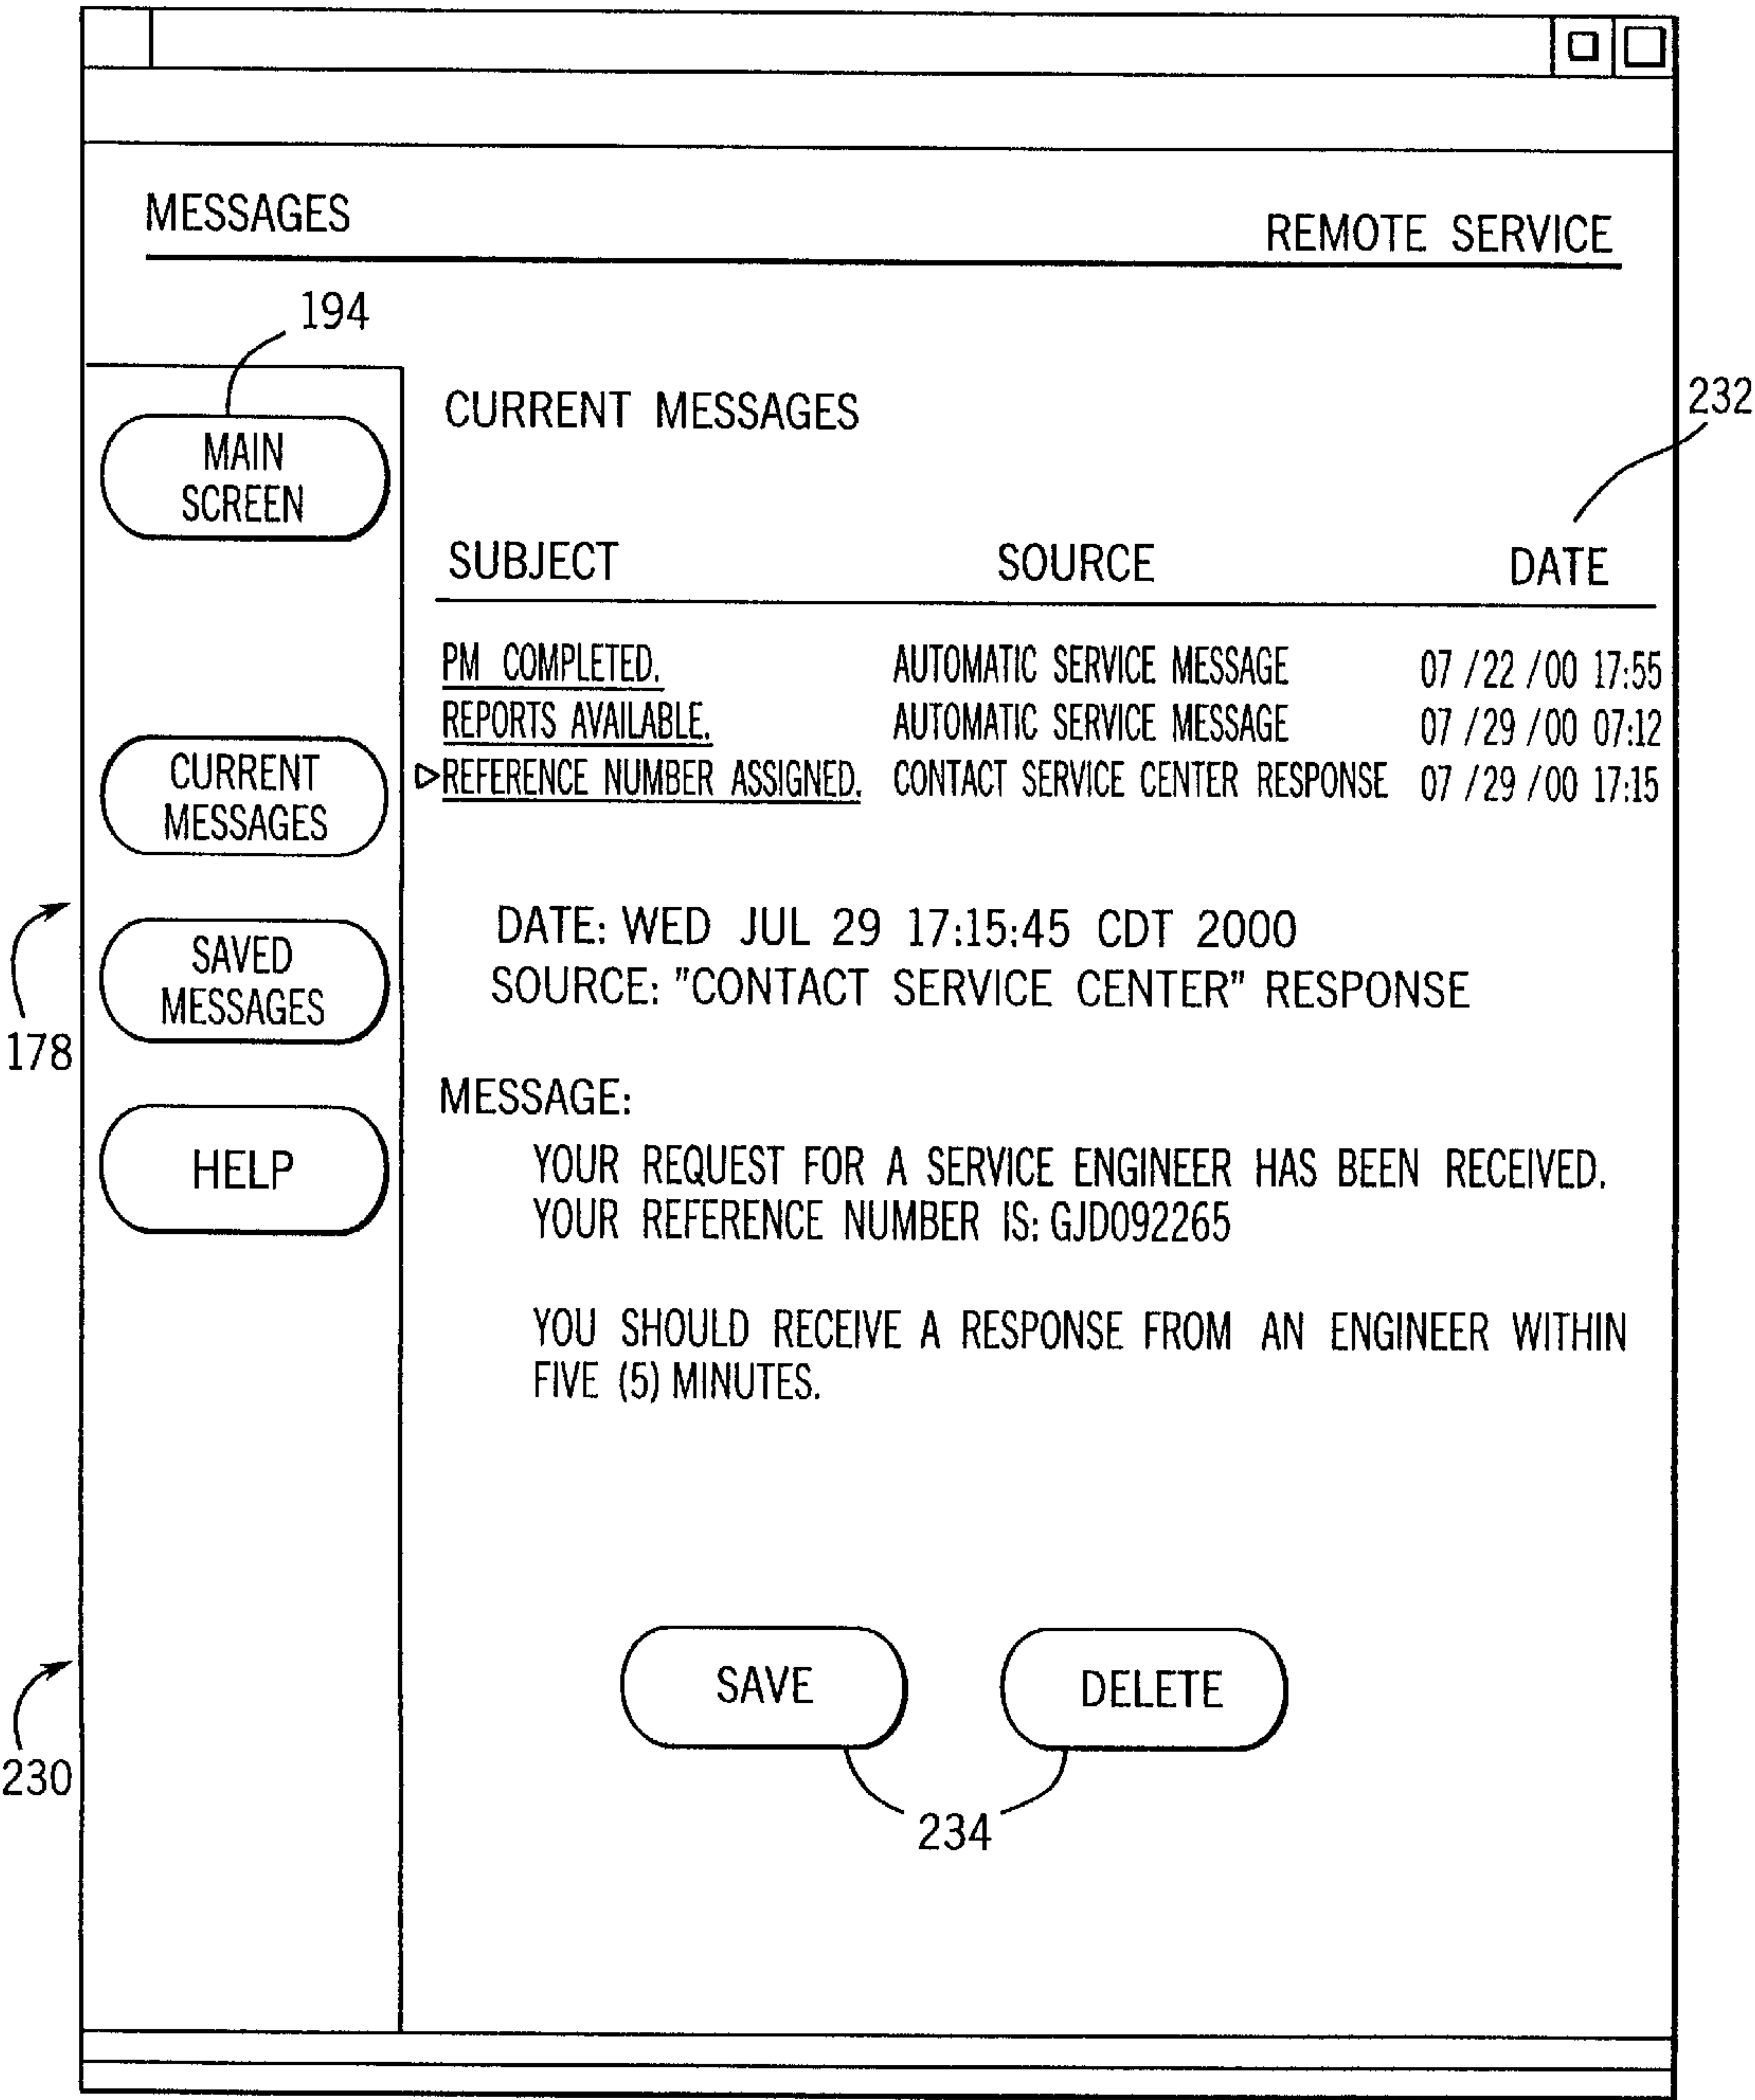 MESSAGES
REMOTE SERVICE
194
MAIN
SCREEN
CURRENT MESSAGES
232
SUBJECT SOURCE DATE
PM COMPLETED. AUTOMATIC SERVICE MESSAGE 07 /22 /00 17:55
REPORTS AVAILABLE. AUTOMATIC SERVICE MESSAGE 07 /29 /00 07:12
▷REFERENCE NUMBER ASSIGNED. CONTACT SERVICE CENTER RESPONSE 07 /29 /00 17:15
CURRENT
MESSAGES
SAVED
MESSAGES
178
HELP
DATE: WED JUL 29 17:15:45 CDT 2000
SOURCE: "CONTACT SERVICE CENTER" RESPONSE
MESSAGE:
YOUR REQUEST FOR A SERVICE ENGINEER HAS BEEN RECEIVED.
YOUR REFERENCE NUMBER IS: GJD092265
YOU SHOULD RECEIVE A RESPONSE FROM AN ENGINEER WITHIN
FIVE (5) MINUTES.
SAVE
DELETE
230
234